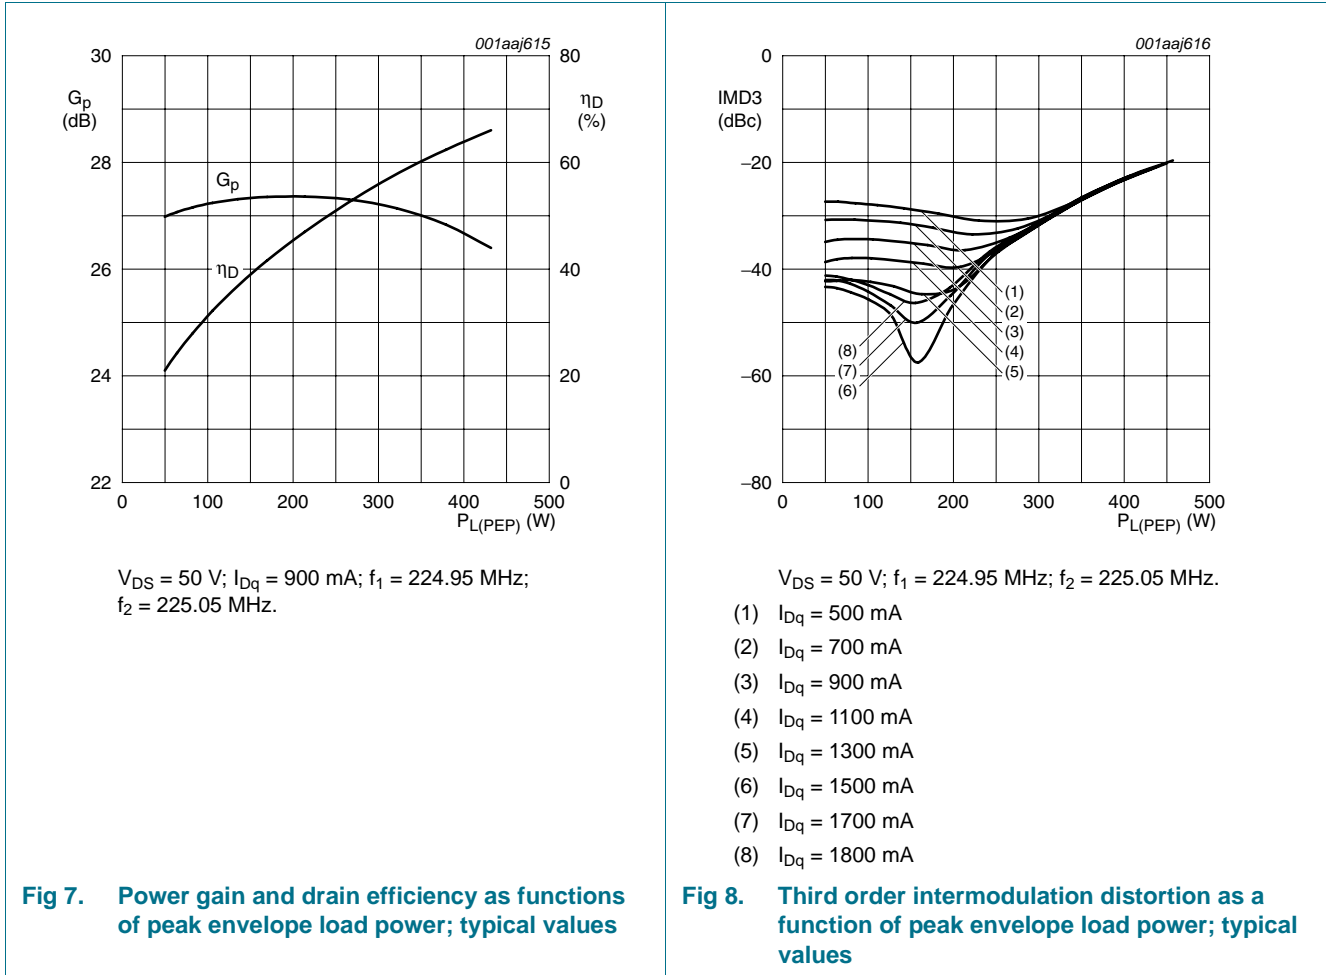 001aaj615
30
28
26
24
22
Gp
(dB)
80
60
40
20
0
ηD
(%)
Gp
ηD
0
100
200
300
400
500
PL(PEP) (W)
VDS = 50 V; IDq = 900 mA; f1 = 224.95 MHz;
f2 = 225.05 MHz.
Fig 7. Power gain and drain efficiency as functions
of peak envelope load power; typical values
001aaj616
0
−20
−40
−60
−80
IMD3
(dBc)
(1)
(2)
(3)
(4)
(5)
(8)
(7)
(6)
0
100
200
300
400
500
PL(PEP) (W)
VDS = 50 V; f1 = 224.95 MHz; f2 = 225.05 MHz.
(1) IDq = 500 mA
(2) IDq = 700 mA
(3) IDq = 900 mA
(4) IDq = 1100 mA
(5) IDq = 1300 mA
(6) IDq = 1500 mA
(7) IDq = 1700 mA
(8) IDq = 1800 mA
Fig 8. Third order intermodulation distortion as a
function of peak envelope load power; typical
values